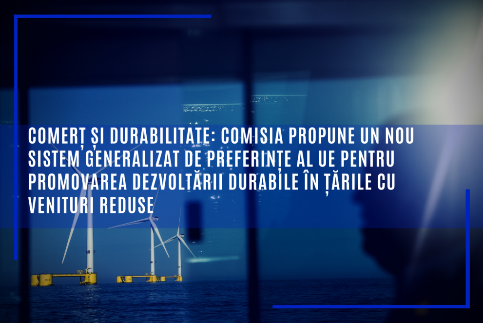 COMERȚ ȘI DURABILITATE: COMISIA PROPUNE UN NOU
SISTEM GENERALIZAT DE PREFERINȚE AL UE PENTRU
PROMOVAREA DEZVOLTĂRII DURABILE ÎN ȚĂRILE CU
VENITURI REDUSE